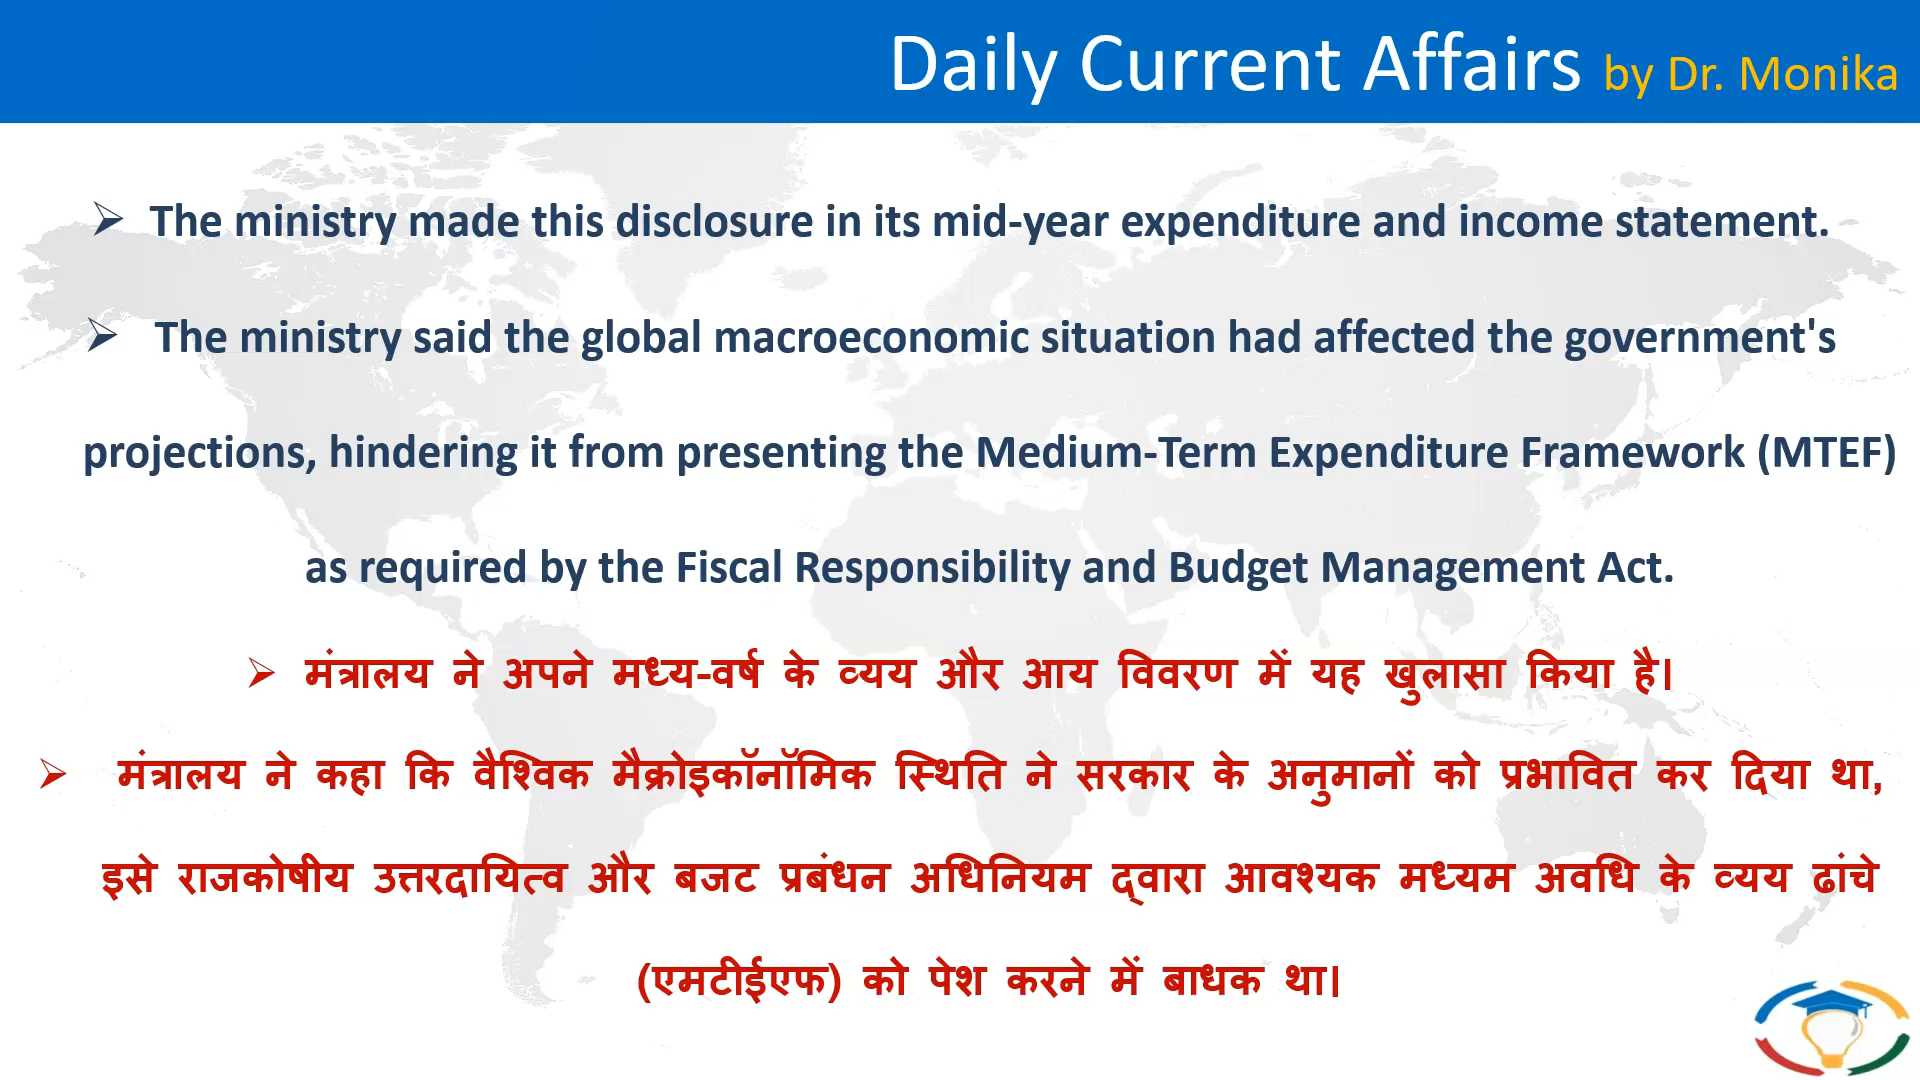 Daily Current Affairs by Dr. Monika
➢ The ministry made this disclosure in its mid-year expenditure and income statement.
➢ The ministry said the global macroeconomic situation had affected the government's
projections, hindering it from presenting the Medium-Term Expenditure Framework (MTEF)
as required by the Fiscal Responsibility and Budget Management Act.
➢ मंत्रालय ने अपने मध्य-वर्ष के व्यय और आय विवरण में यह खुलासा किया है।
➢ मंत्रालय ने कहा कि वैश्विक मैक्रोइकॉनॉमिक स्थिति ने सरकार के अनुमानों को प्रभावित कर दिया था,
इसे राजकोषीय उत्तरदायित्व और बजट प्रबंधन अधिनियम द्वारा आवश्यक मध्यम अवधि के व्यय ढांचे
(एमटीईएफ) को पेश करने में बाधक था।